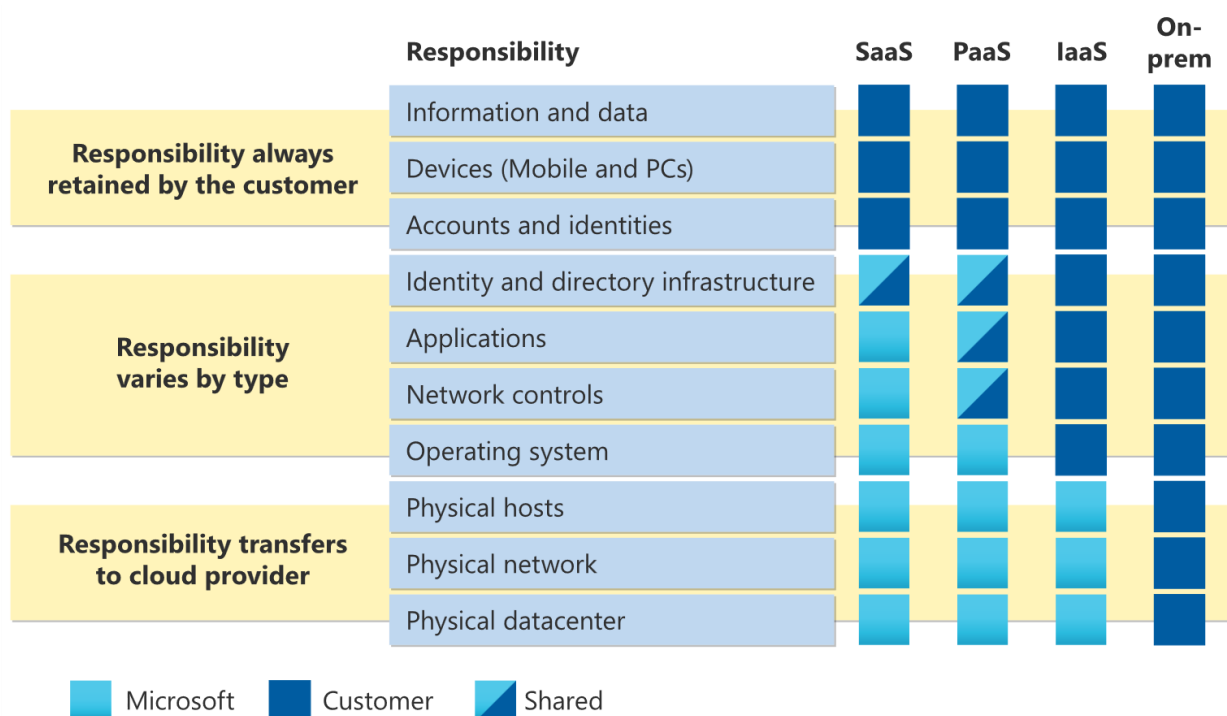 Responsibility
SaaS
PaaS
IaaS
On-
prem
Responsibility always
retained by the customer
Information and data
Devices (Mobile and PCs)
Accounts and identities
Responsibility
varies by type
Identity and directory infrastructure
Applications
Network controls
Operating system
Responsibility transfers
to cloud provider
Physical hosts
Physical network
Physical datacenter
Microsoft
Customer
Shared